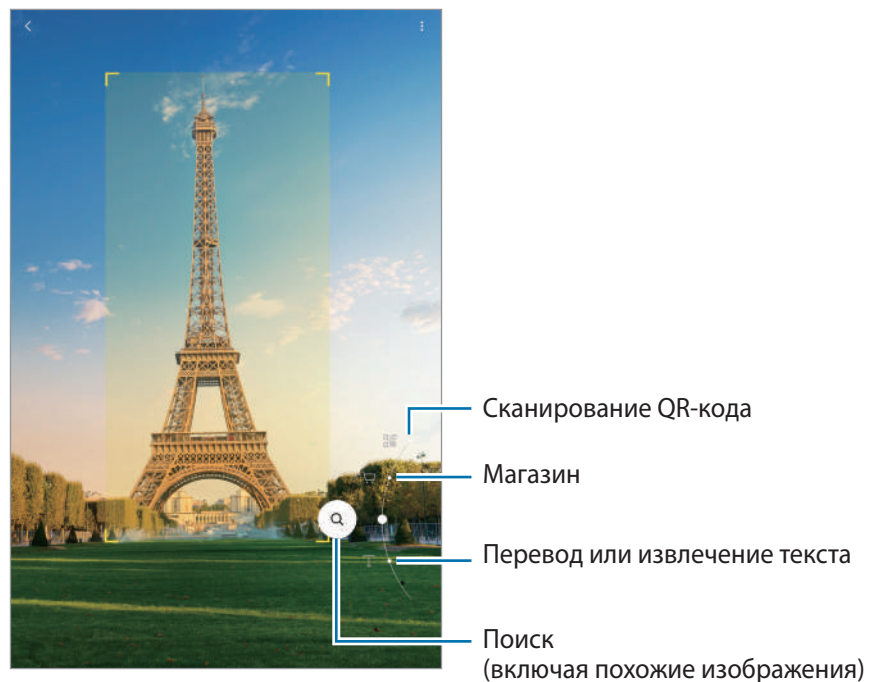 Сканирование QR-кода
Магазин
Перевод или извлечение текста
Поиск
(включая похожие изображения)